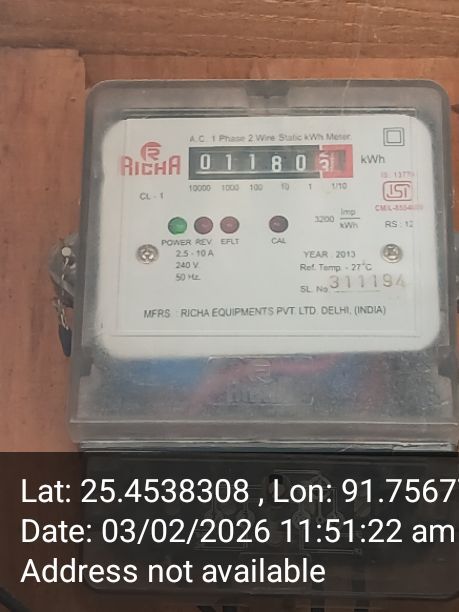 A.C. 1 Phase 2 Wire Static kWh Meter
RICHA
0 1 1 8 0 kWh
10000 1000 100 10 1 1/10
IS : 13779
ISI
CL - 1
3200 Imp/kWh
RS : 12
POWER REV EFLT CAL
2.5 - 10 A
240 V.
50 Hz.
YEARE : 2013
Ref. Temp. - 27°C
SL. No. 311194
MFRS. : RICHA EQUIPMENTS PVT. LTD. DELHI, (INDIA)
Lat: 25.4538308 , Lon: 91.7567
Date: 03/02/2026 11:51:22 am
Address not available